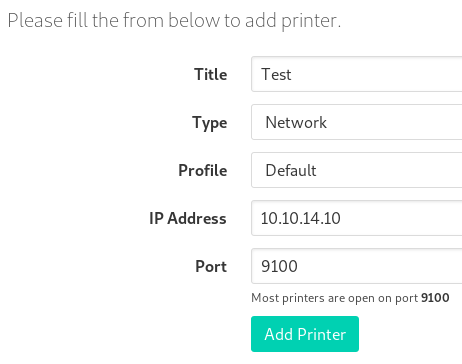 Please fill the from below to add printer.
Title Test
Type Network
Profile Default
IP Address 10.10.14.10
Port 9100
Most printers are open on port 9100
Add Printer